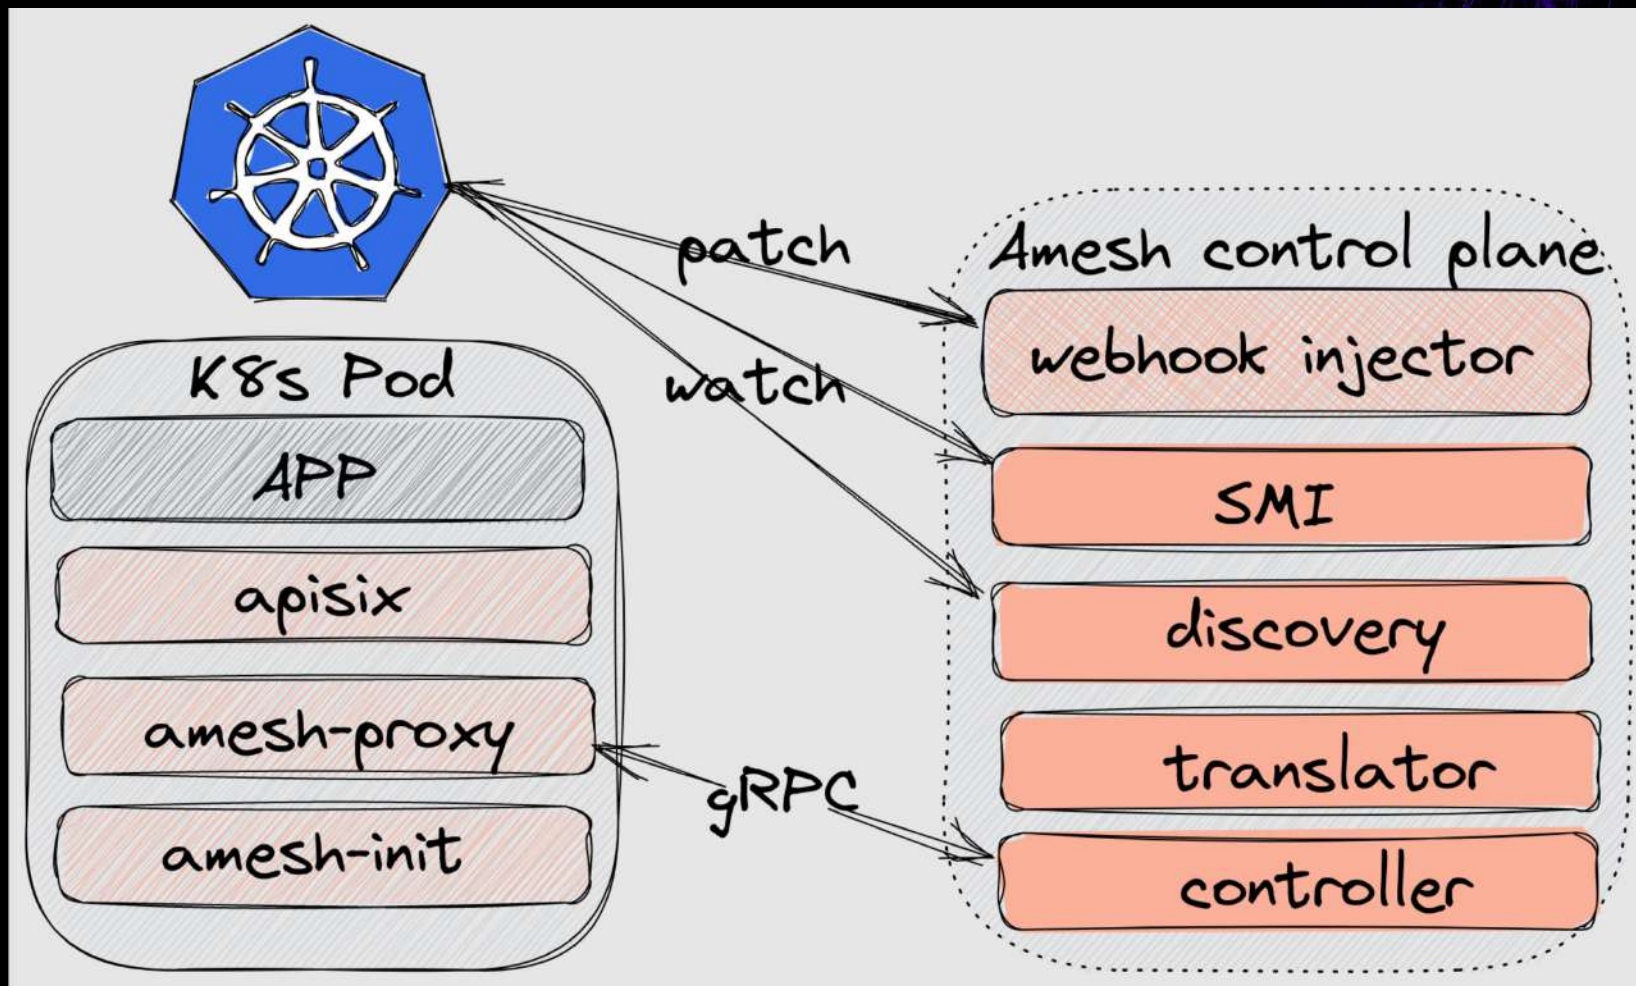 patch
Amesh control plane
webhook injector
watch
K8s Pod
APP
SMI
apisix
discovery
amesh-proxy
translator
gRPC
amesh-init
controller